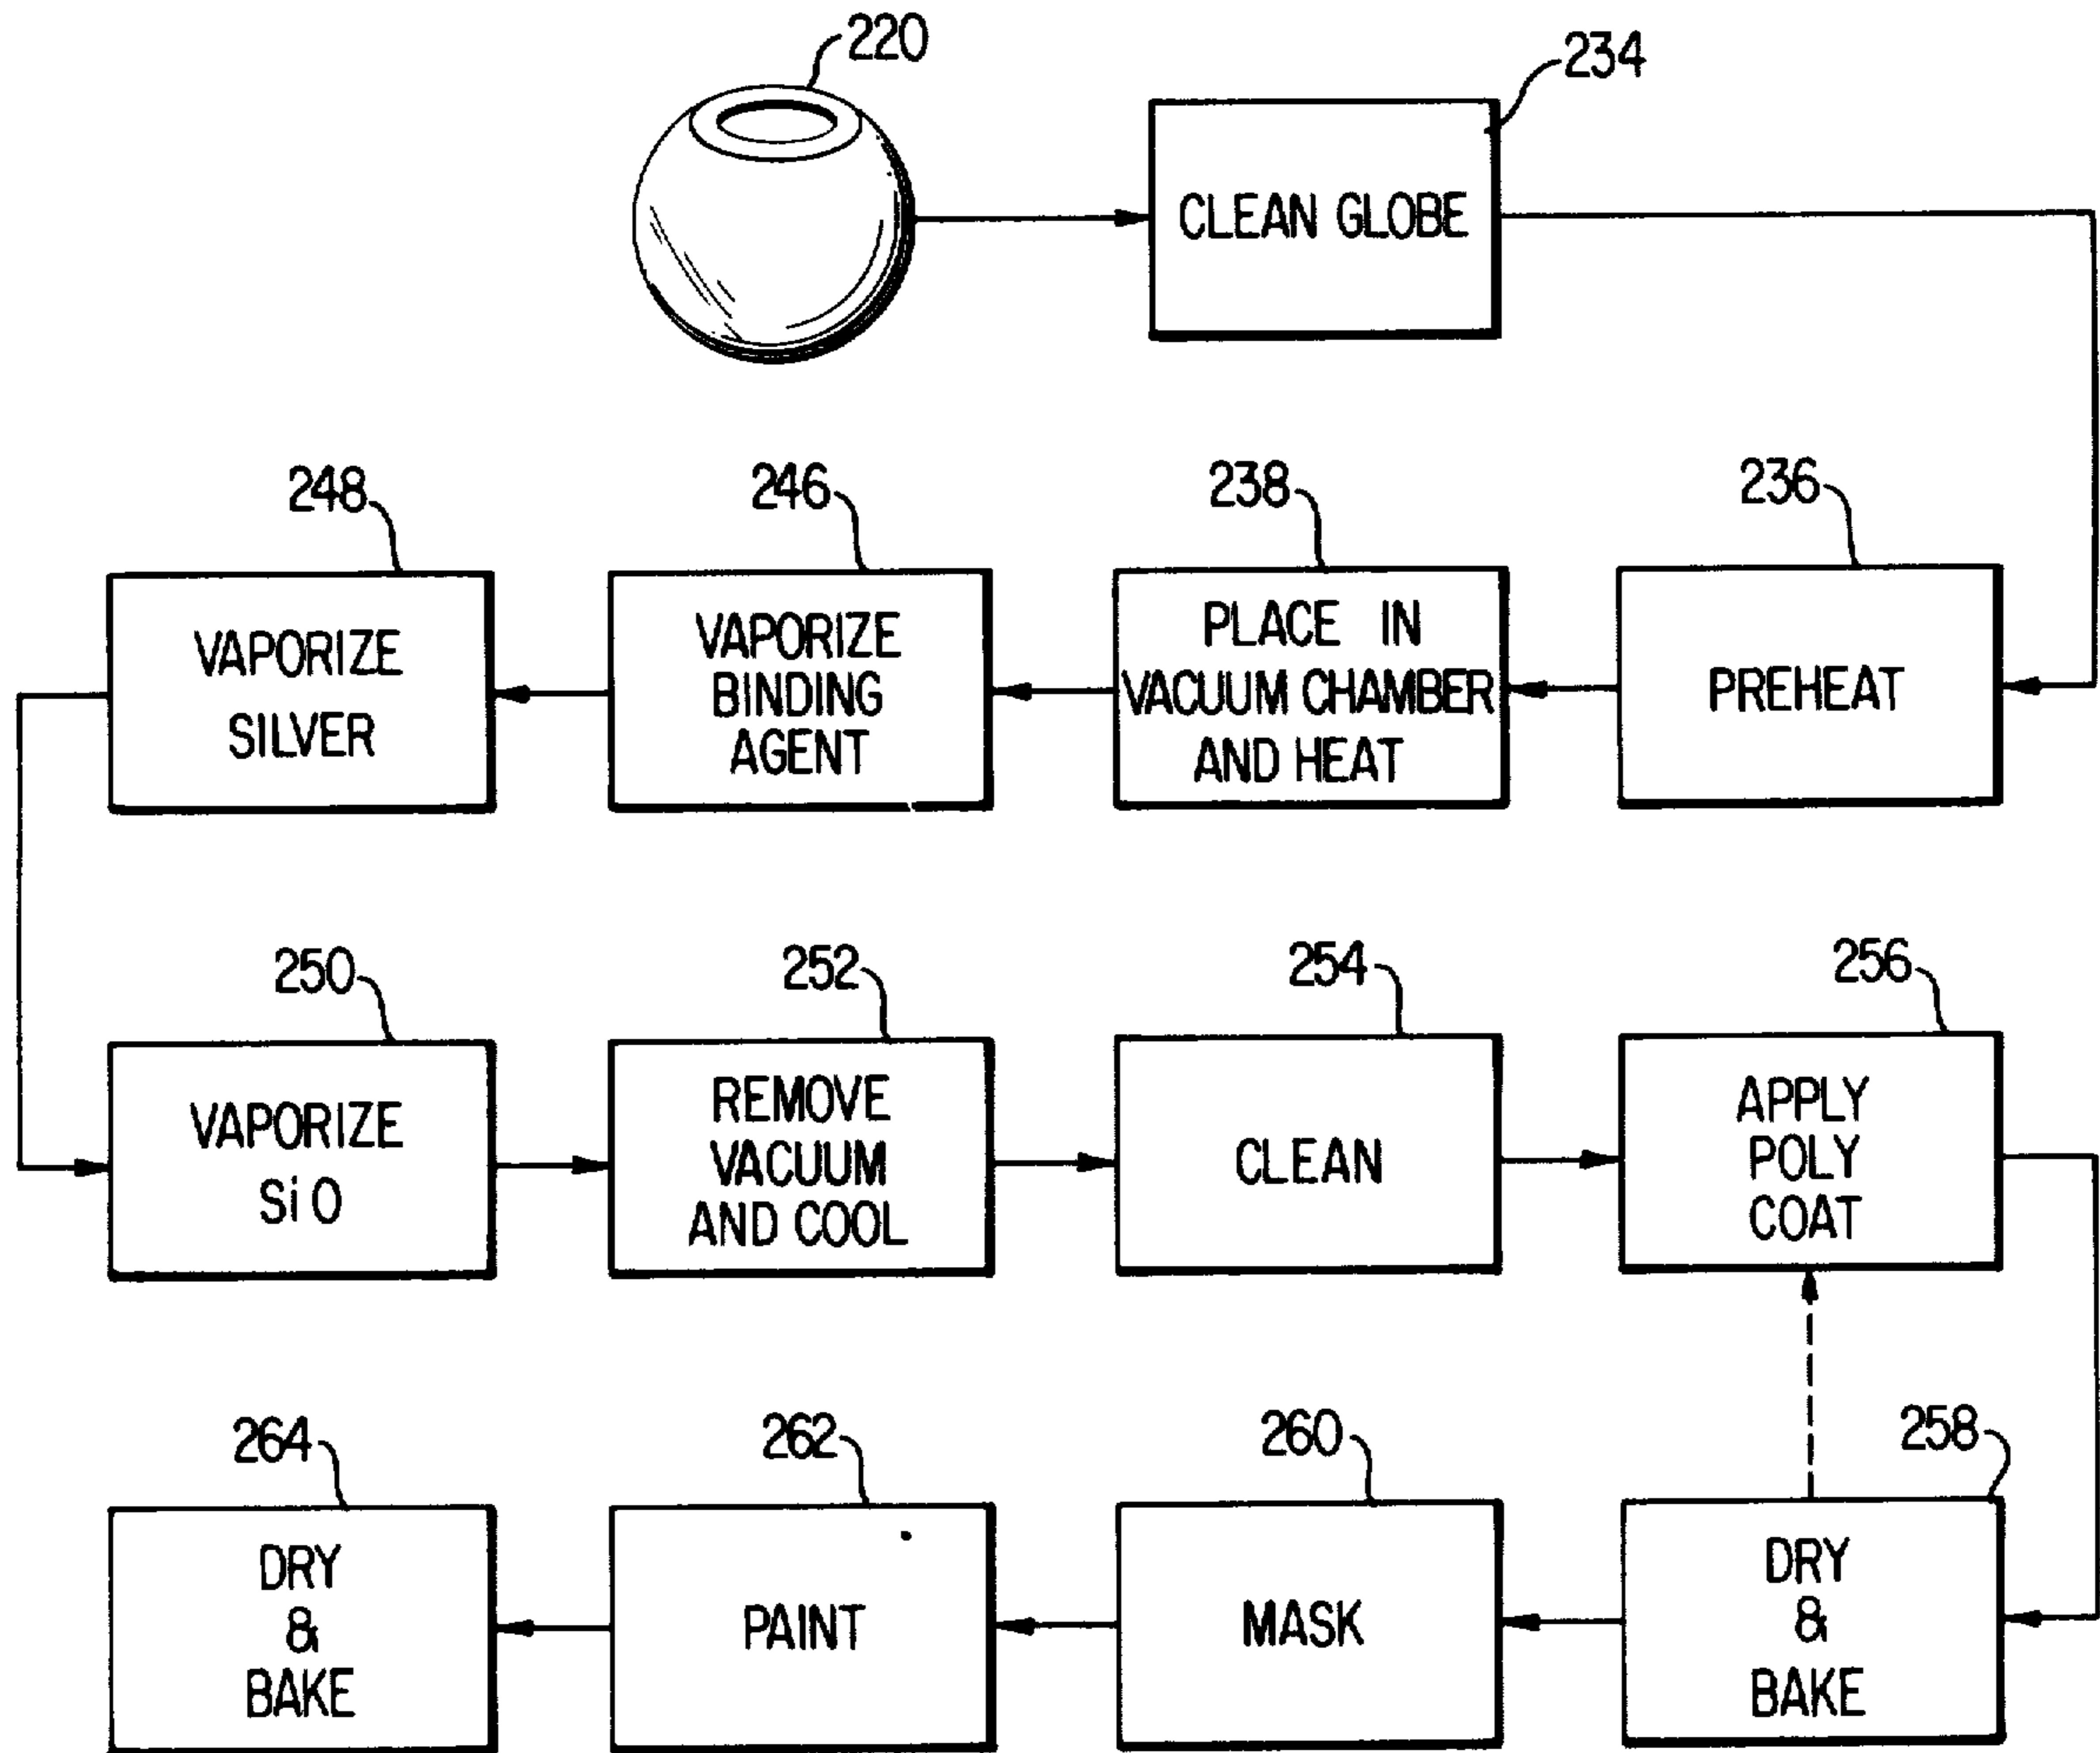 220
234
CLEAN GLOBE
248
246
238
236
VAPORIZE
SILVER
VAPORIZE
BINDING
AGENT
PLACE IN
VACUUM CHAMBER
AND HEAT
PREHEAT
250
252
254
256
VAPORIZE
SiO
REMOVE
VACUUM
AND COOL
CLEAN
APPLY
POLY
COAT
264
262
260
258
DRY
&
BAKE
PAINT
MASK
DRY
&
BAKE